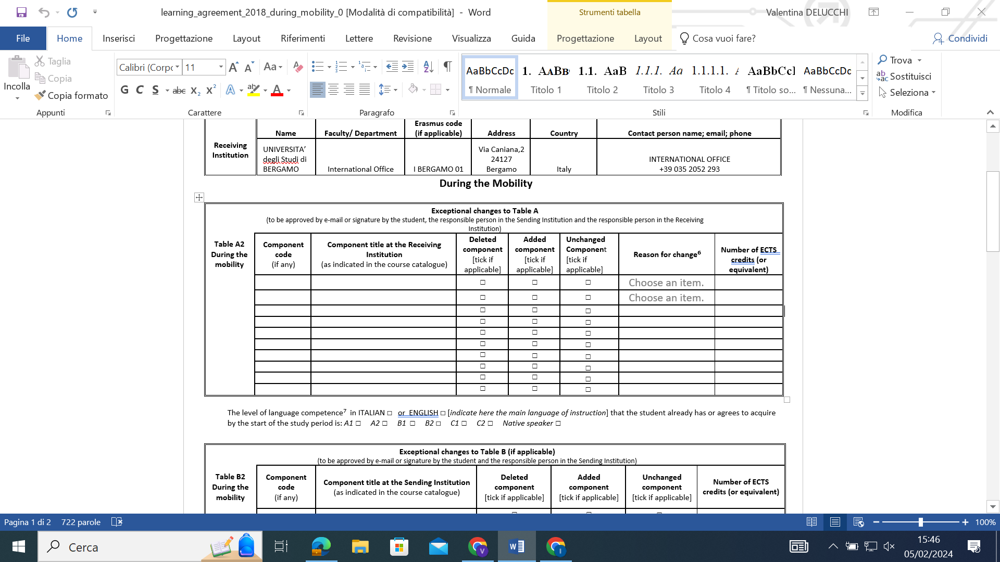 learning_agreement_2018_during_mobility_0 [Modalità di compatibilità] - Word
Strumenti tabella
Valentina DELUCCHI
File Home Inserisci Progettazione Layout Riferimenti Lettere Revisione Visualizza Guida Progettazione Layout Cosa vuoi fare? Condividi
Incolla
Taglia
Copia
Copia formato
Appunti
Calibri (Corpo 11
Carattere
Paragrafo
AaBbCcDc 1. AABB 1.1. AaB 1.1.1. Aa 1.1.1.1. A AaBbCcI AaBbCcDc
¶ Normale Titolo 1 Titolo 2 Titolo 3 Titolo 4 ¶ Titolo so... ¶ Nessuna...
Stili
Trova
Sostituisci
Seleziona
Modifica
Receiving
Institution
Name
Faculty/ Department
Erasmus code
(if applicable)
Address
Country
Contact person name; email; phone
UNIVERSITA’
degli Studi di
BERGAMO
International Office
I BERGAMO 01
Via Caniana,2
24127
Bergamo
Italy
INTERNATIONAL OFFICE
+39 035 2052 293
During the Mobility
Exceptional changes to Table A
(to be approved by e-mail or signature by the student, the responsible person in the Sending Institution and the responsible person in the Receiving
Institution)
Table A2
During the
mobility
Component
code
(if any)
Component title at the Receiving
Institution
(as indicated in the course catalogue)
Deleted
component
[tick if
applicable]
Added
component
[tick if
applicable]
Unchanged
Component
[tick if
applicable]
Reason for change6
Number of ECTS
credits (or
equivalent)
☐ ☐ ☐ Choose an item.
☐ ☐ ☐ Choose an item.
☐ ☐ ☐
☐ ☐ ☐
☐ ☐ ☐
☐ ☐ ☐
☐ ☐ ☐
☐ ☐ ☐
☐ ☐ ☐
☐ ☐ ☐
The level of language competence7 in ITALIAN ☐ or ENGLISH ☐ [indicate here the main language of instruction] that the student already has or agrees to acquire
by the start of the study period is: A1 ☐ A2 ☐ B1 ☐ B2 ☐ C1 ☐ C2 ☐ Native speaker ☐
Exceptional changes to Table B (if applicable)
(to be approved by e-mail or signature by the student and the responsible person in the Sending Institution)
Table B2
During the
mobility
Component
code
(if any)
Component title at the Sending Institution
(as indicated in the course catalogue)
Deleted
component
[tick if applicable]
Added
component
[tick if applicable]
Unchanged
component
[tick if applicable]
Number of ECTS
credits (or equivalent)
Pagina 1 di 2 722 parole 100%
Cerca
15:46
05/02/2024